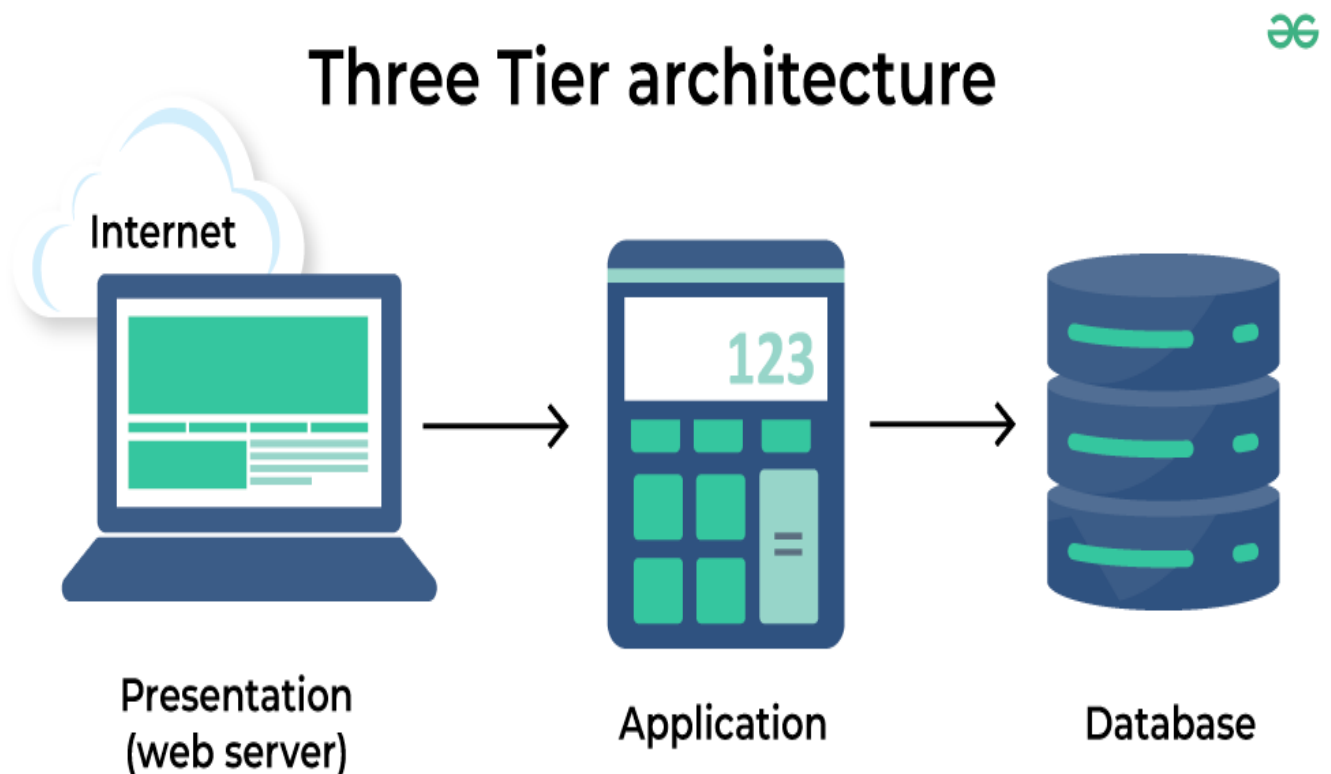 Three Tier architecture
Internet
123
=
Presentation
(web server)
Application
Database